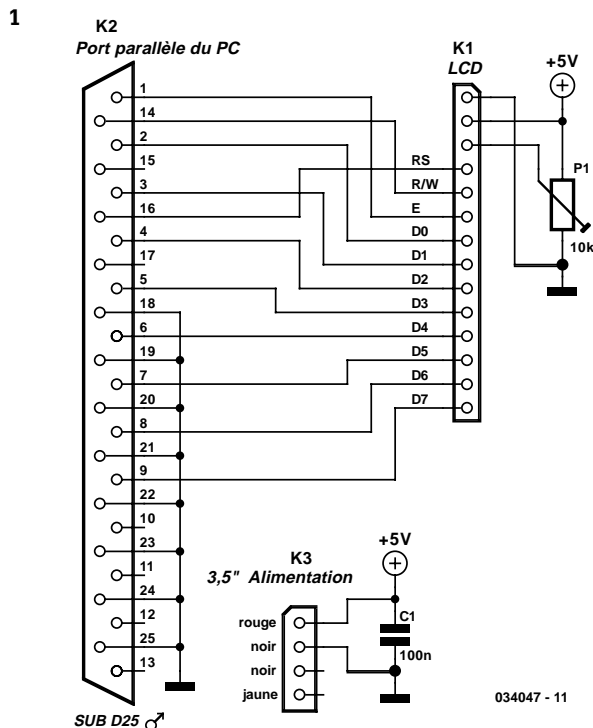 1
K2
Port parallèle du PC
1
14
2
15
3
16
4
17
5
18
6
19
7
20
8
21
9
22
10
23
11
24
12
25
13
SUB D25
K1
LCD
RS
R/W
E
D0
D1
D2
D3
D4
D5
D6
D7
+5V
P1
10k
K3
3,5" Alimentation
rouge
noir
noir
jaune
+5V
C1
100n
034047 - 11